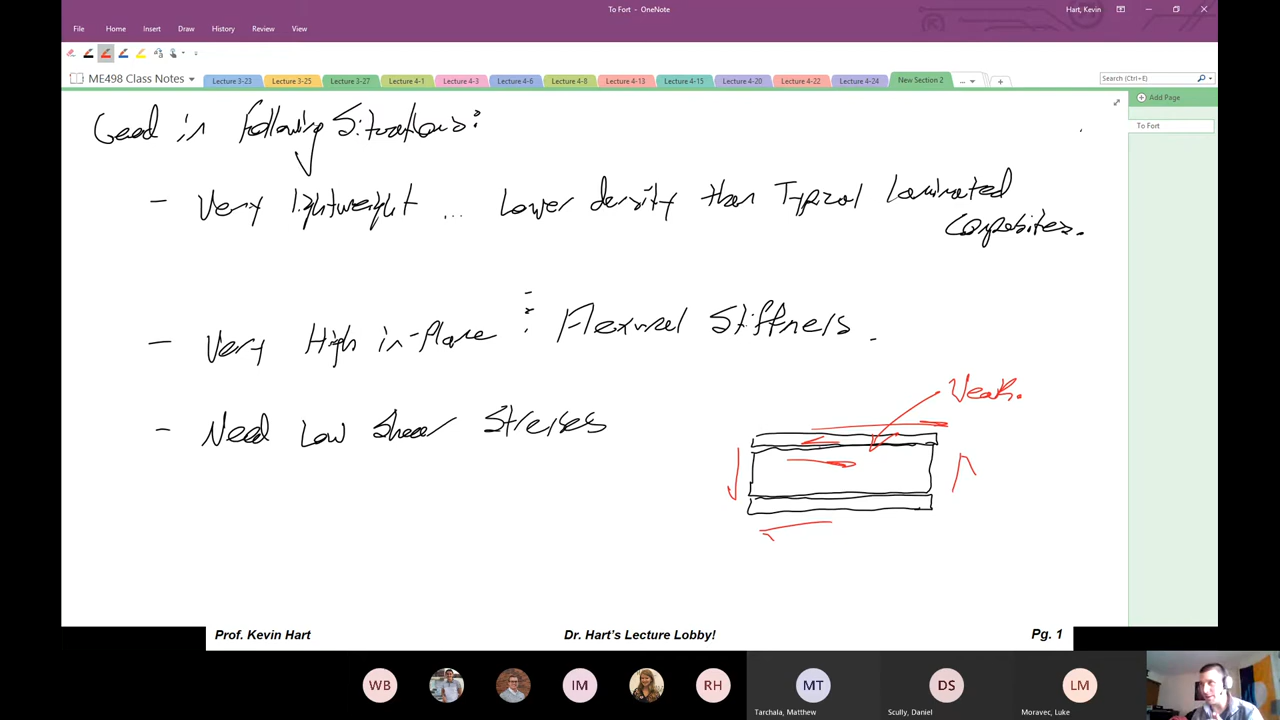 To Fort - OneNote
Hart, Kevin
File Home Insert Draw History Review View
ME498 Class Notes
Lecture 3-23 Lecture 3-25 Lecture 3-27 Lecture 4-1 Lecture 4-3 Lecture 4-6 Lecture 4-8 Lecture 4-13 Lecture 4-15 Lecture 4-20 Lecture 4-22 Lecture 4-24 New Section 2 ... +
Search (Ctrl+E)
Add Page
To Fort
Good in following Situations:
- Very lightweight ... Lower density than Typical Laminated
Composites.
- Very High in-Plane : Flexural Stiffness.
- Need Low Shear Stresses
Weak.
Prof. Kevin Hart Dr. Hart's Lecture Lobby! Pg. 1
WB IM RH MT DS LM
Tarchala, Matthew Scully, Daniel Moravec, Luke